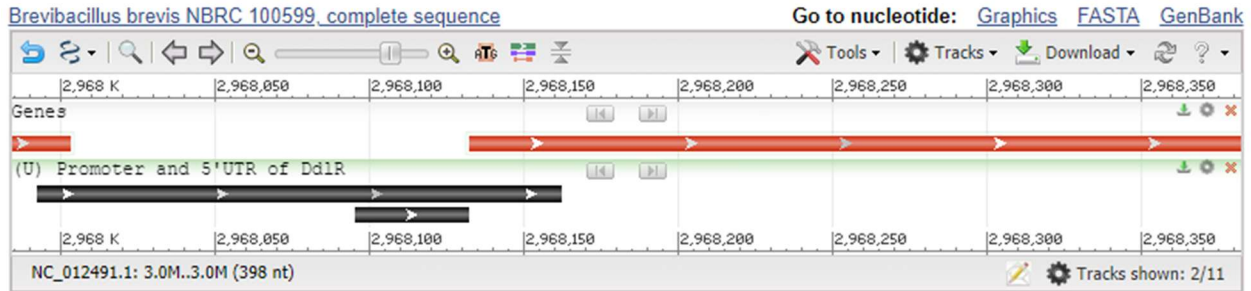 Brevibacillus brevis NBRC 100599, complete sequence Go to nucleotide: Graphics FASTA GenBank
ATG Tools Tracks Download ?
2,968 K 2,968,050 2,968,100 2,968,150 2,968,200 2,968,250 2,968,300 2,968,350
Genes
(U) Promoter and 5'UTR of DdlR
2,968 K 2,968,050 2,968,100 2,968,150 2,968,200 2,968,250 2,968,300 2,968,350
NC_012491.1: 3.0M..3.0M (398 nt) Tracks shown: 2/11